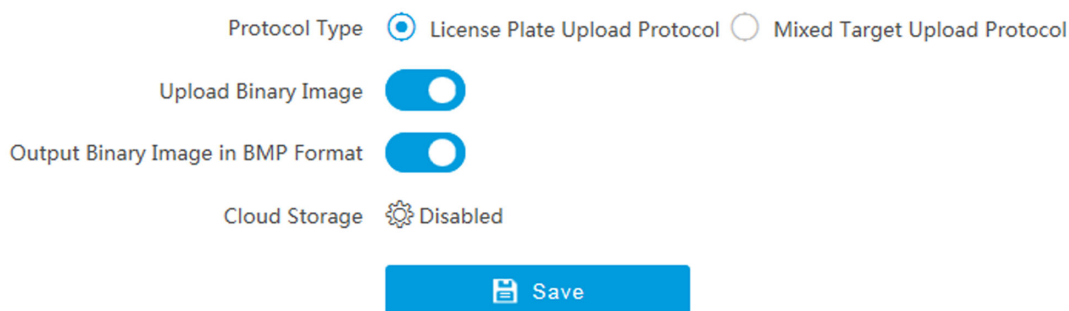 Protocol Type License Plate Upload Protocol Mixed Target Upload Protocol
Upload Binary Image
Output Binary Image in BMP Format
Cloud Storage Disabled
Save